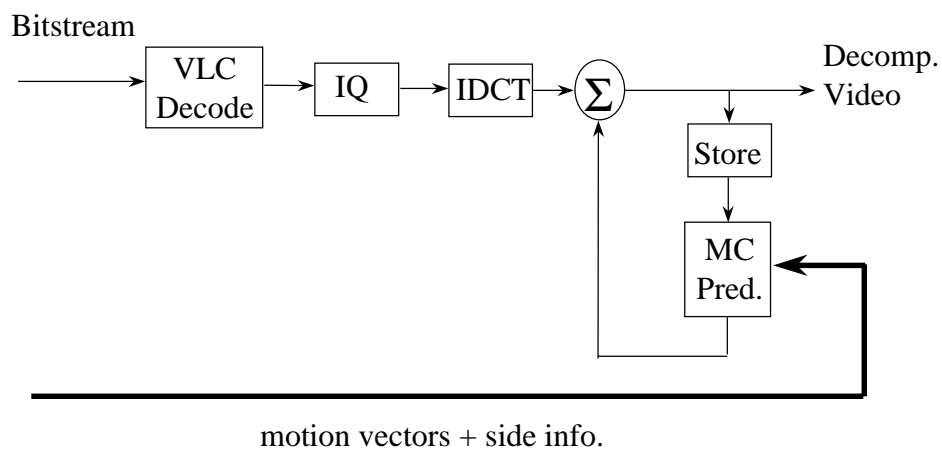 Bitstream
VLC
Decode
IQ
IDCT
Σ
Decomp.
Video
Store
MC
Pred.
motion vectors + side info.